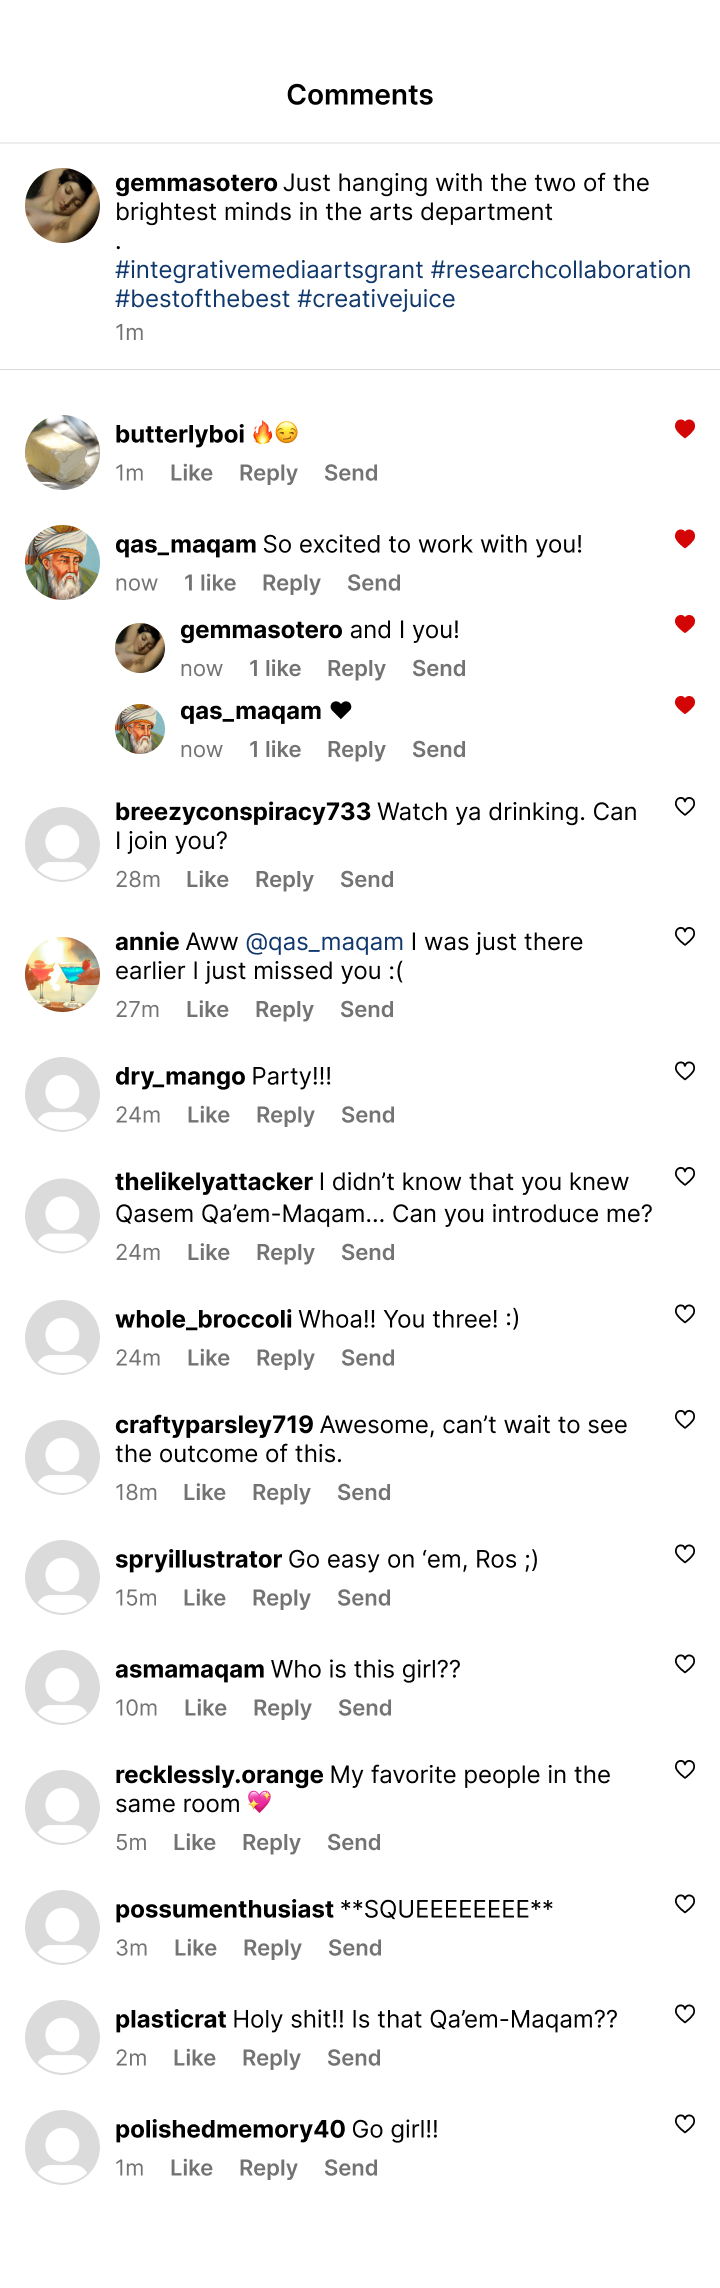 Comments
gemmasotero Just hanging with the two of the
brightest minds in the arts department
.
#integrativemediaartsgrant #researchcollaboration
#bestofthebest #creativejuice
1m
butterlyboi 🔥😏
1m Like Reply Send
qas_maqam So excited to work with you!
now 1 like Reply Send
gemmasotero and I you!
now 1 like Reply Send
qas_maqam 🖤
now 1 like Reply Send
breezyconspiracy733 Watch ya drinking. Can
I join you?
28m Like Reply Send
annie Aww @qas_maqam I was just there
earlier I just missed you :(
27m Like Reply Send
dry_mango Party!!!
24m Like Reply Send
thelikelyattacker I didn’t know that you knew
Qasem Qa’em-Maqam... Can you introduce me?
24m Like Reply Send
whole_broccoli Whoa!! You three! :)
24m Like Reply Send
craftyparsley719 Awesome, can’t wait to see
the outcome of this.
18m Like Reply Send
spryillustrator Go easy on ‘em, Ros ;)
15m Like Reply Send
asmamaqam Who is this girl??
10m Like Reply Send
recklessly.orange My favorite people in the
same room 💖
5m Like Reply Send
possumenthusiast **SQUEEEEEEEE**
3m Like Reply Send
plasticrat Holy shit!! Is that Qa’em-Maqam??
2m Like Reply Send
polishedmemory40 Go girl!!
1m Like Reply Send